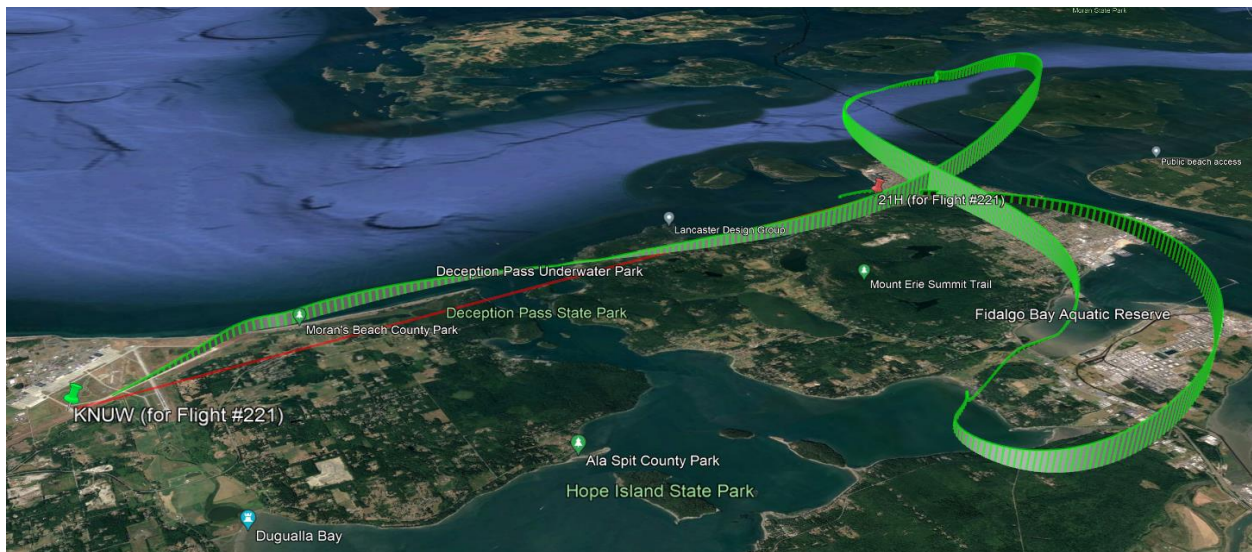 Moran State Park
Public beach access
21H (for Flight #221)
Lancaster Design Group
Deception Pass Underwater Park
Mount Erie Summit Trail
Deception Pass State Park
Fidalgo Bay Aquatic Reserve
Moran's Beach County Park
KNUW (for Flight #221)
Ala Spit County Park
Hope Island State Park
Dugualla Bay